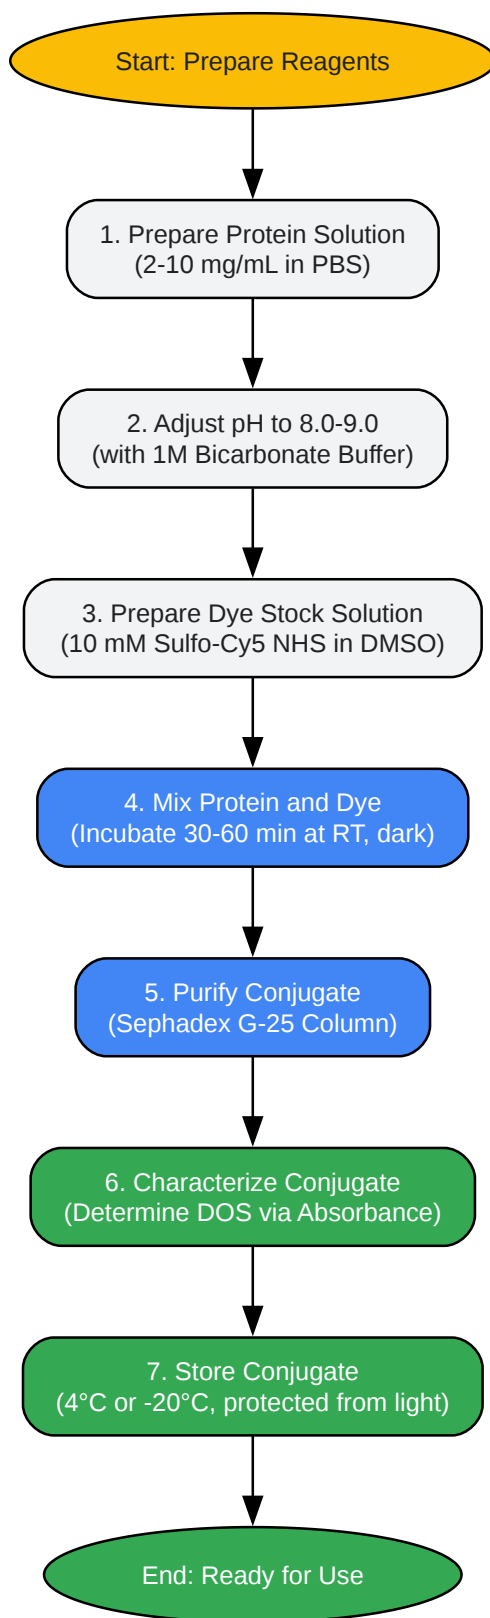 Start: Prepare Reagents
1. Prepare Protein Solution
(2-10 mg/mL in PBS)
2. Adjust pH to 8.0-9.0
(with 1M Bicarbonate Buffer)
3. Prepare Dye Stock Solution
(10 mM Sulfo-Cy5 NHS in DMSO)
4. Mix Protein and Dye
(Incubate 30-60 min at RT, dark)
5. Purify Conjugate
(Sephadex G-25 Column)
6. Characterize Conjugate
(Determine DOS via Absorbance)
7. Store Conjugate
(4°C or -20°C, protected from light)
End: Ready for Use